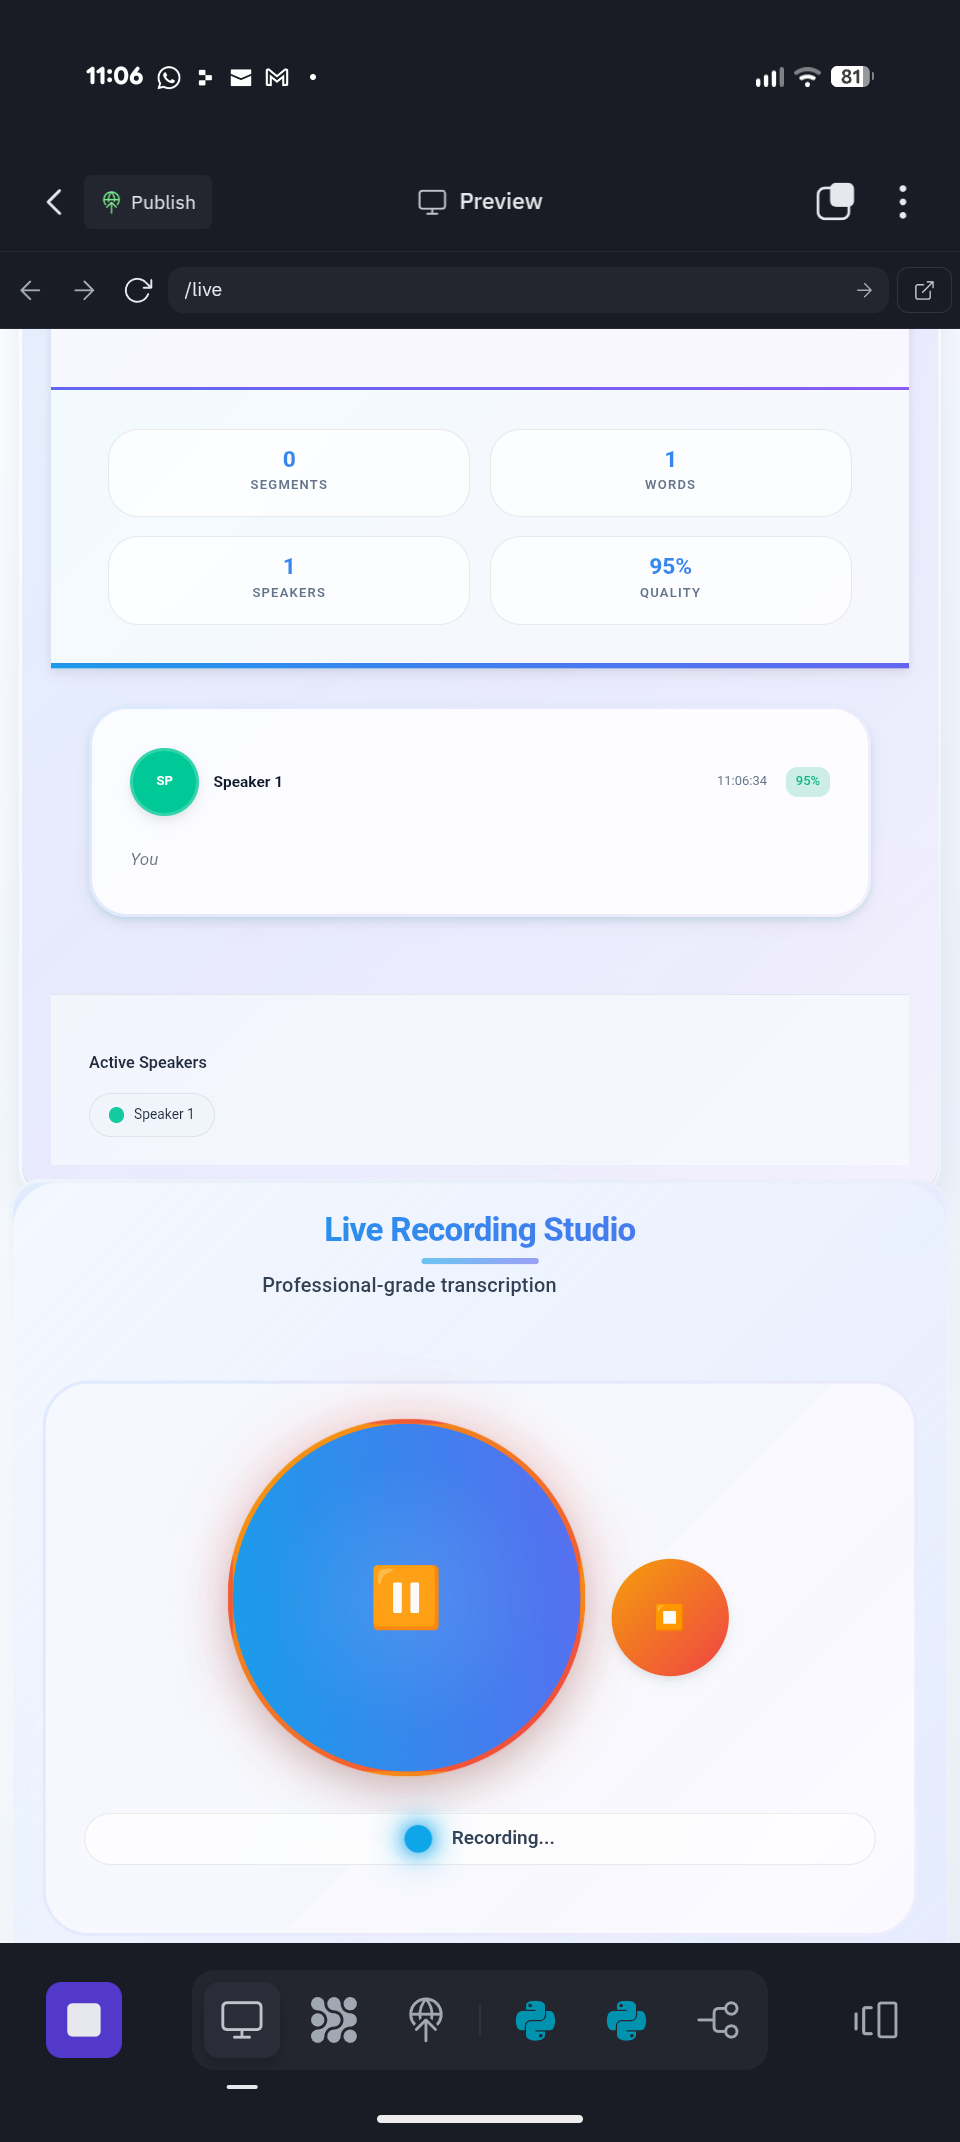 11:06
81
Publish
Preview
/live
0
SEGMENTS
1
WORDS
1
SPEAKERS
95%
QUALITY
SP
Speaker 1
11:06:34
95%
You
Active Speakers
Speaker 1
Live Recording Studio
Professional-grade transcription
Recording...